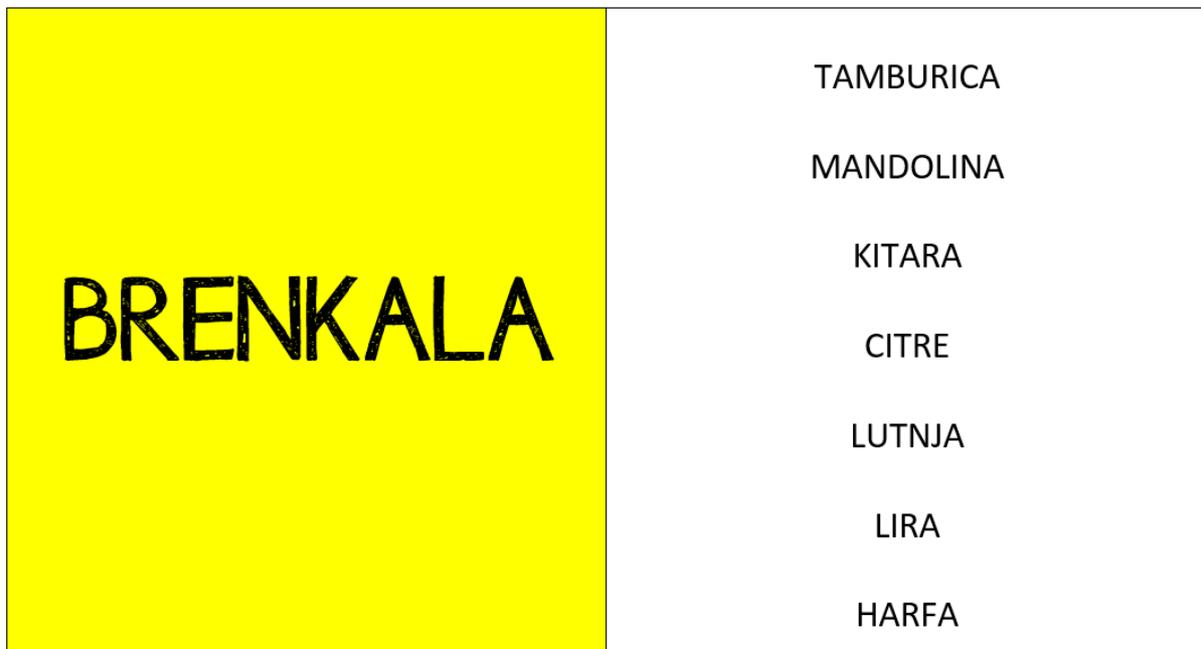 BRENKALA
TAMBURICA
MANDOLINA
KITARA
CITRE
LUTNJA
LIRA
HARFA